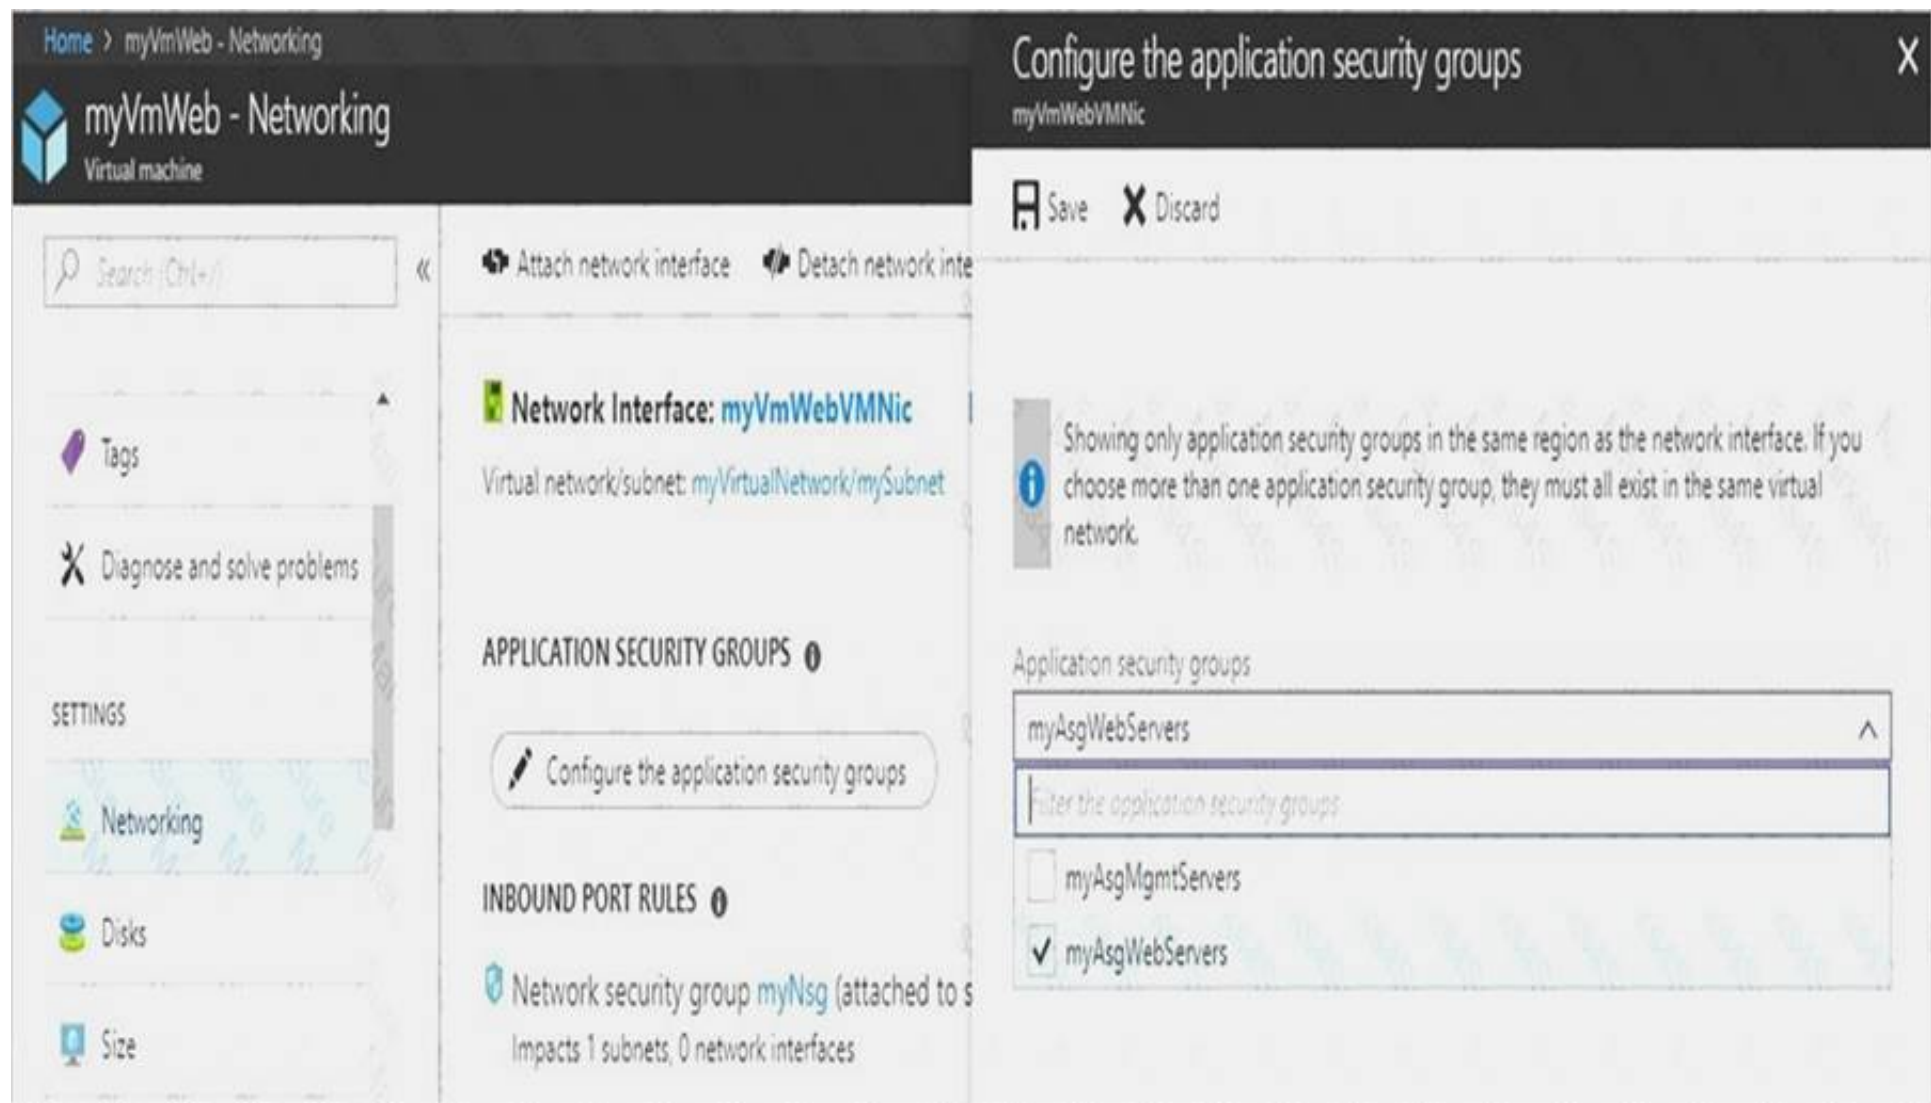 Home > myVmWeb - Networking
myVmWeb - Networking
Virtual machine
Search (Ctrl+/)
«
Tags
Diagnose and solve problems
SETTINGS
Networking
Disks
Size
Attach network interface
Detach network inte
Network Interface: myVmWebVMNic
Virtual network/subnet: myVirtualNetwork/mySubnet
APPLICATION SECURITY GROUPS
Configure the application security groups
INBOUND PORT RULES
Network security group myNsg (attached to s
Impacts 1 subnets, 0 network interfaces
Configure the application security groups
myVmWebVMNic
Save
Discard
Showing only application security groups in the same region as the network interface. If you
choose more than one application security group, they must all exist in the same virtual
network.
Application security groups
myAsgWebServers
Filter the application security groups
myAsgMgmtServers
myAsgWebServers